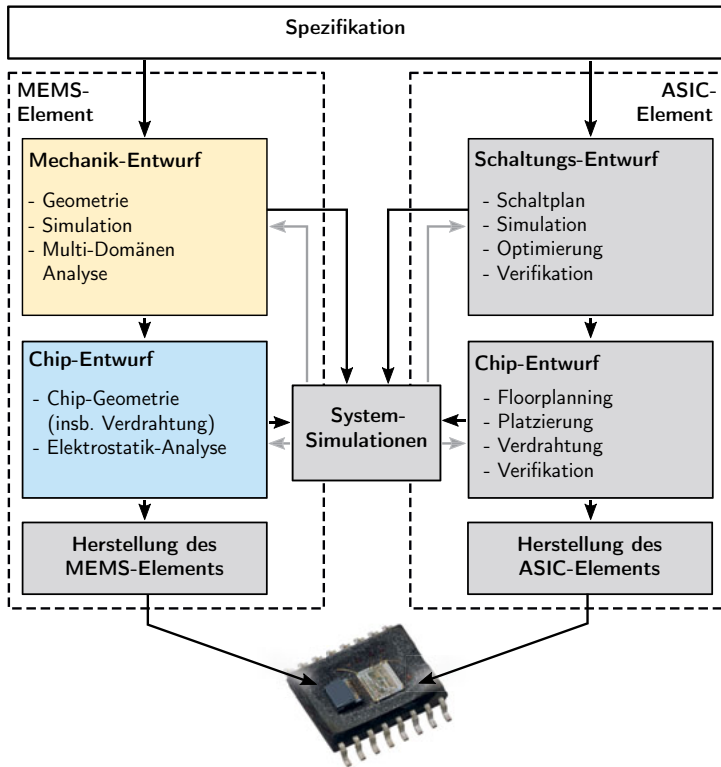 Spezifikation
MEMS-
Element
Mechanik-Entwurf
- Geometrie
- Simulation
- Multi-Domänen
Analyse
Chip-Entwurf
- Chip-Geometrie
(insb. Verdrahtung)
- Elektrostatik-Analyse
Herstellung des
MEMS-Elements
System-
Simulationen
ASIC-
Element
Schaltungs-Entwurf
- Schaltplan
- Simulation
- Optimierung
- Verifikation
Chip-Entwurf
- Floorplanning
- Platzierung
- Verdrahtung
- Verifikation
Herstellung des
ASIC-Elements